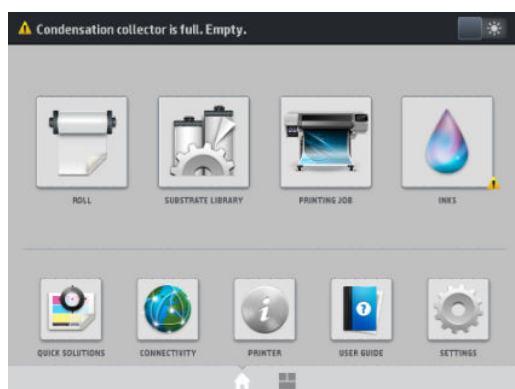 Condensation collector is full. Empty.
ROLL
SUBSTRATE LIBRARY
PRINTING JOB
INKS
QUICK SOLUTIONS
CONNECTIVITY
PRINTER
USER GUIDE
SETTINGS